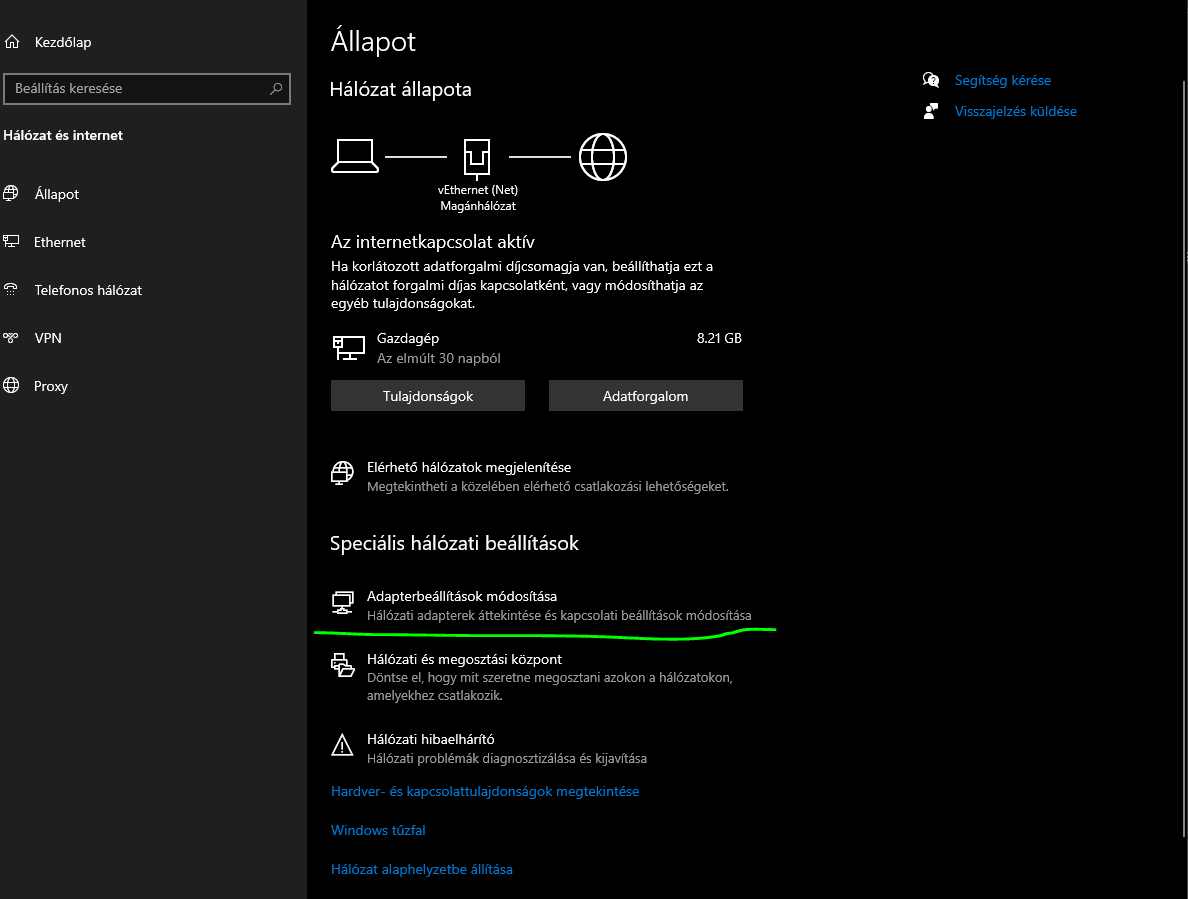 Kezdőlap
Beállítás keresése
Hálózat és internet
Állapot
Ethernet
Telefonos hálózat
VPN
Proxy
Állapot
Hálózat állapota
vEthernet (Net)
Magánhálózat
Az internetkapcsolat aktív
Ha korlátozott adatforgalmi díjcsomagja van, beállíthatja ezt a
hálózatot forgalmi díjas kapcsolatként, vagy módosíthatja az
egyéb tulajdonságokat.
Gazdagép
8.21 GB
Az elmúlt 30 napból
Tulajdonságok
Adatforgalom
Elérhető hálózatok megjelenítése
Megtekintheti a közelében elérhető csatlakozási lehetőségeket.
Speciális hálózati beállítások
Adapterbeállítások módosítása
Hálózati adapterek áttekintése és kapcsolati beállítások módosítása
Hálózati és megosztási központ
Döntse el, hogy mit szeretne megosztani azokon a hálózatokon,
amelyekhez csatlakozik.
Hálózati hibaelhárító
Hálózati problémák diagnosztizálása és kijavítása
Hardver- és kapcsolattulajdonságok megtekintése
Windows tűzfal
Hálózat alaphelyzetbe állítása
Segítség kérése
Visszajelzés küldése